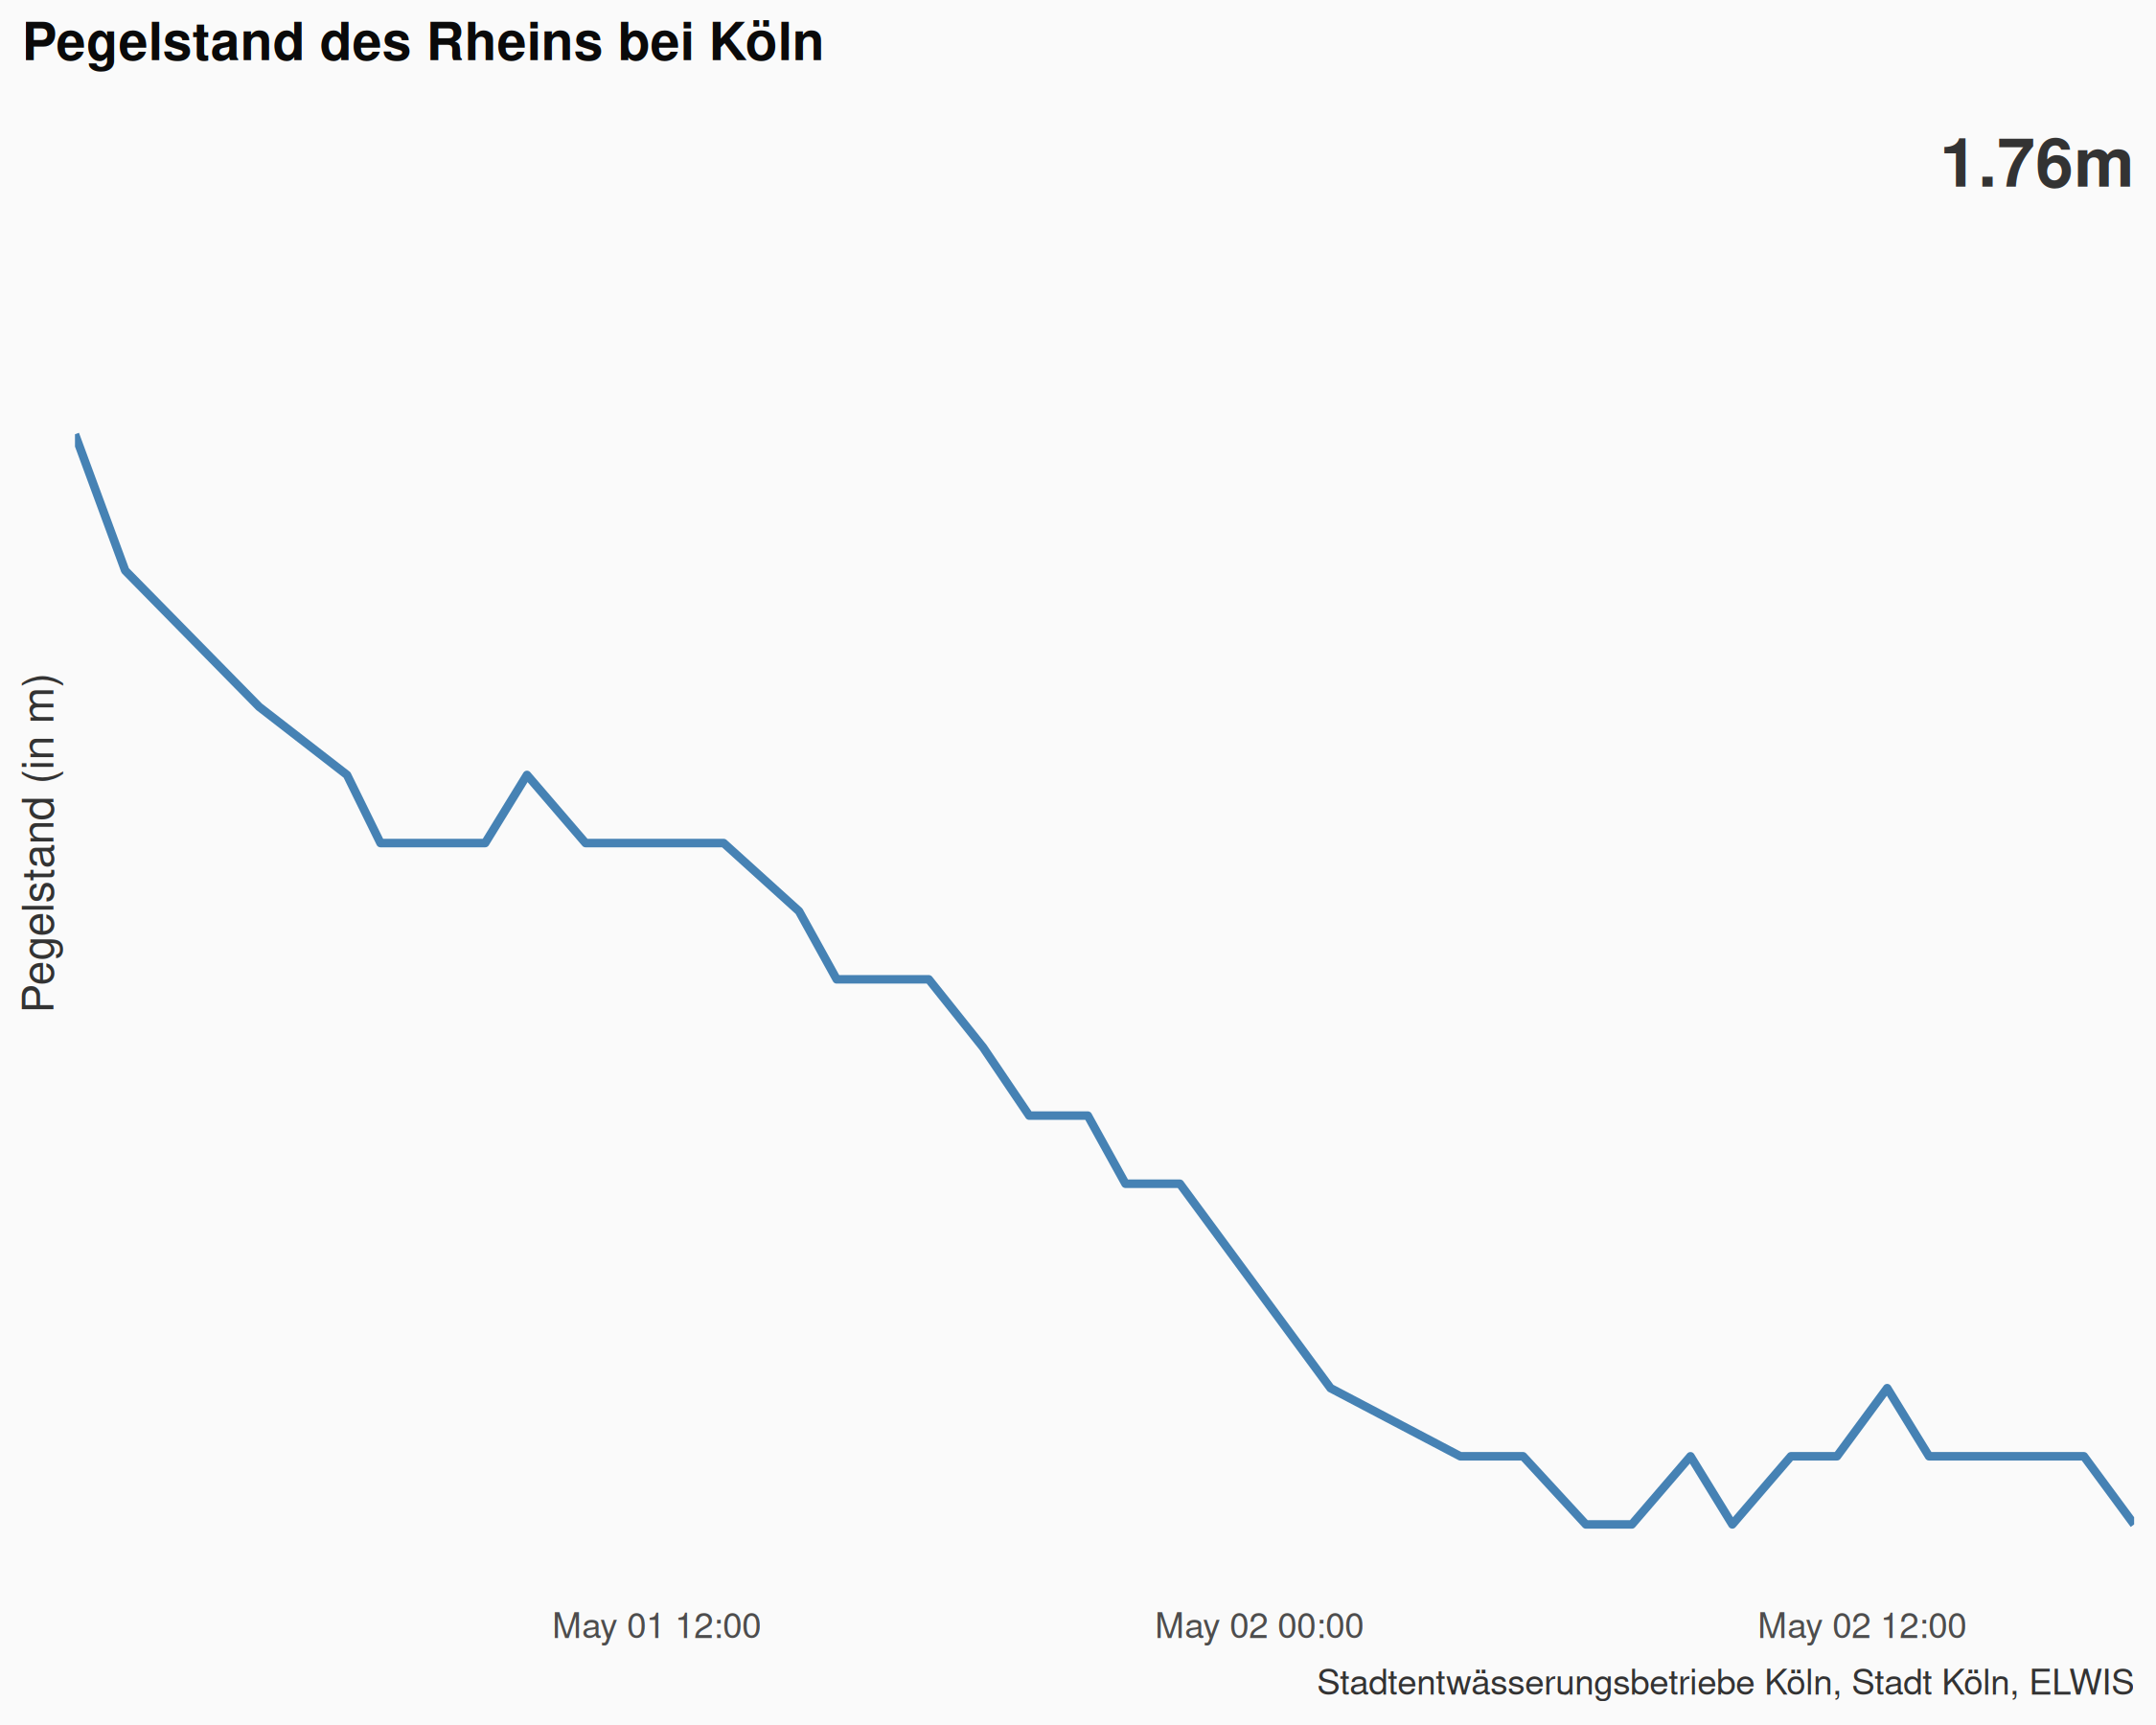 Pegelstand des Rheins bei Köln
1.76m
Pegelstand (in m)
May 01 12:00
May 02 00:00
May 02 12:00
Stadtentwässerungsbetriebe Köln, Stadt Köln, ELWIS